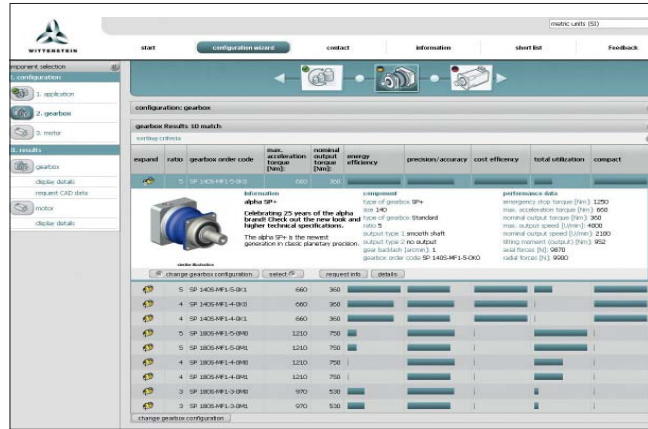 metric units (SI)
WITTENSTEIN
start
configuration wizard
contact
information
short list
Feedback
component selection
I. configuration
1. application
2. gearbox
3. motor
II. results
gearbox
display details
request CAD data
motor
display details
configuration: gearbox
gearbox Results 10 match
sorting criteria
expand ratio gearbox order code max. acceleration torque [Nm]: nominal output torque [Nm]: energy efficiency precision/accuracy cost efficiency total utilization compact
5 SP 140S-MF1-5-0K0 660 360
information
alpha SP+
Celebrating 25 years of the alpha
brand! Check out the new look and
higher technical specifications.
The alpha SP+ is the newest
generation in classic planetary precision.
similar illustration
component
type of gearbox SP+
size 140
type of gearbox Standard
ratio 5
output type 1 smooth shaft
output type 2 no output
gear backlash [arcmin]: 1
gearbox order code SP 140S-MF1-5-0K0
performance data
emergency stop torque [Nm]: 1250
max. acceleration torque [Nm]: 660
nominal output torque [Nm]: 360
max. output speed [U/min]: 4000
nominal output speed [U/min]: 2100
tilting moment (output) [Nm]: 952
axial forces [N]: 9870
radial forces [N]: 9900
change gearbox configuration select request info details
5 SP 140S-MF1-5-0K1 660 360
4 SP 140S-MF1-4-0K0 660 360
4 SP 140S-MF1-4-0K1 660 360
5 SP 180S-MF1-5-0M0 1210 750
5 SP 180S-MF1-5-0M1 1210 750
4 SP 180S-MF1-4-0M0 1210 750
4 SP 180S-MF1-4-0M1 1210 750
3 SP 180S-MF1-3-0M0 970 530
3 SP 180S-MF1-3-0M1 970 530
change gearbox configuration